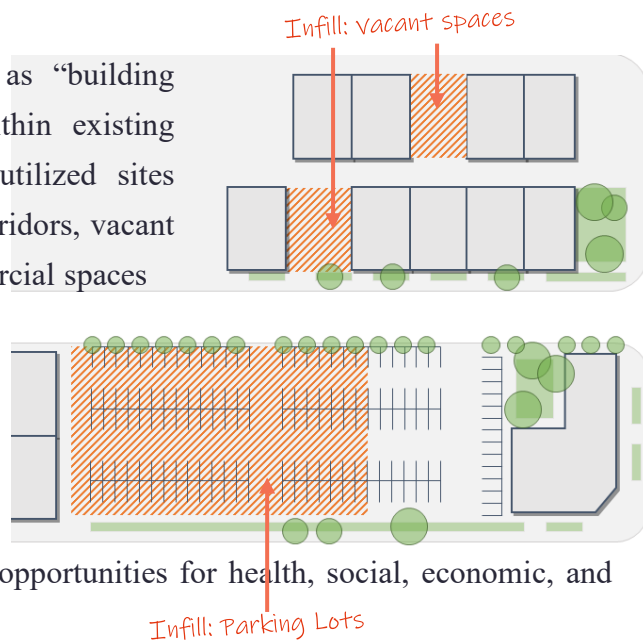 Infill: vacant spaces
as “building
thin existing
utilized sites
ridors, vacant
rcial spaces
opportunities for health, social, economic, and
Infill: Parking Lots